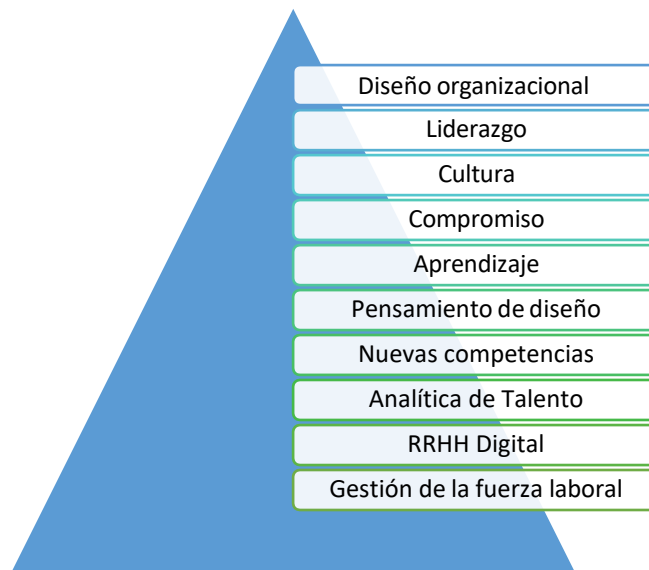 Diseño organizacional
Liderazgo
Cultura
Compromiso
Aprendizaje
Pensamiento de diseño
Nuevas competencias
Analítica de Talento
RRHH Digital
Gestión de la fuerza laboral